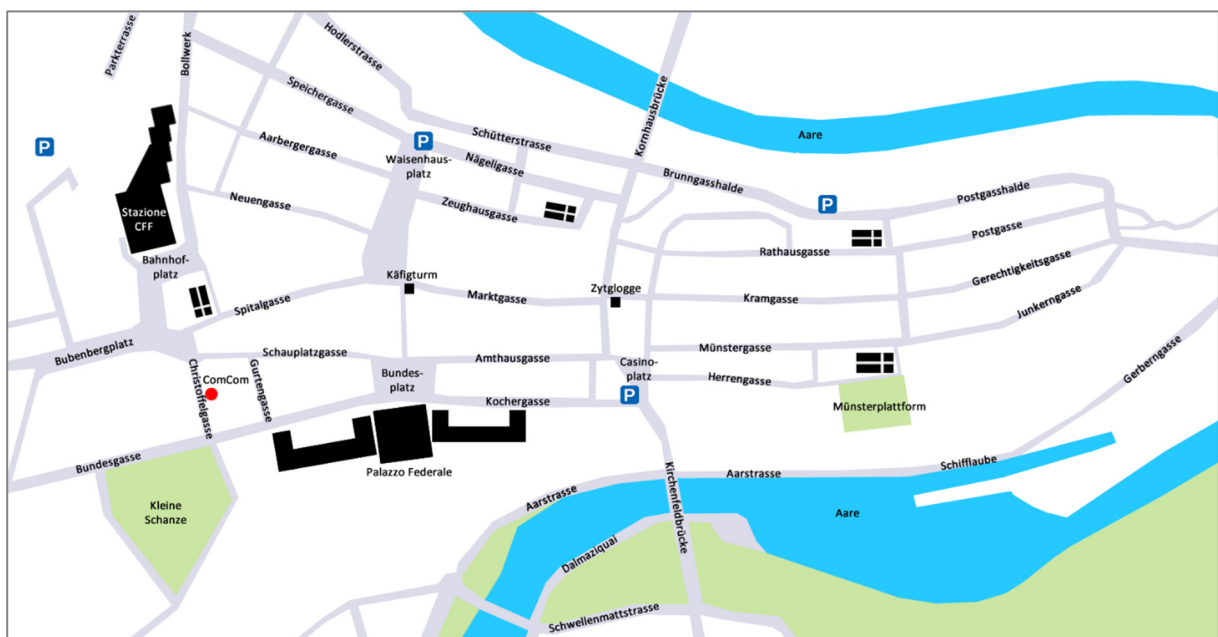 Parkterrasse
Bollwerk
Hodlerstrasse
Speichergasse
Kornhausbrücke
Aare
P
P
Schütterstrasse
Aarbergergasse
Waisenhaus-
platz
Nägeligasse
Brunngasshalde
Neuengasse
Zeughausgasse
P
Postgasshalde
Stazione
CFF
Postgasse
Rathausgasse
Bahnhof-
platz
Gerechtigkeitsgasse
Käfigturm
Zytglogge
Spitalgasse
Marktgasse
Kramgasse
Junkerngasse
Bubenbergplatz
Schauplatzgasse
Amthausgasse
Münstergasse
Casino-
platz
Gerberngasse
Christoffelgasse
ComCom
Gurtengasse
Bundes-
platz
Herrengasse
P
Kochergasse
Münsterplattform
Bundesgasse
Palazzo Federale
Kirchenfeldbrücke
Schifflaube
Aarstrasse
Aarstrasse
Kleine
Schanze
Aare
Dalmaziqual
Schwellenmattstrasse